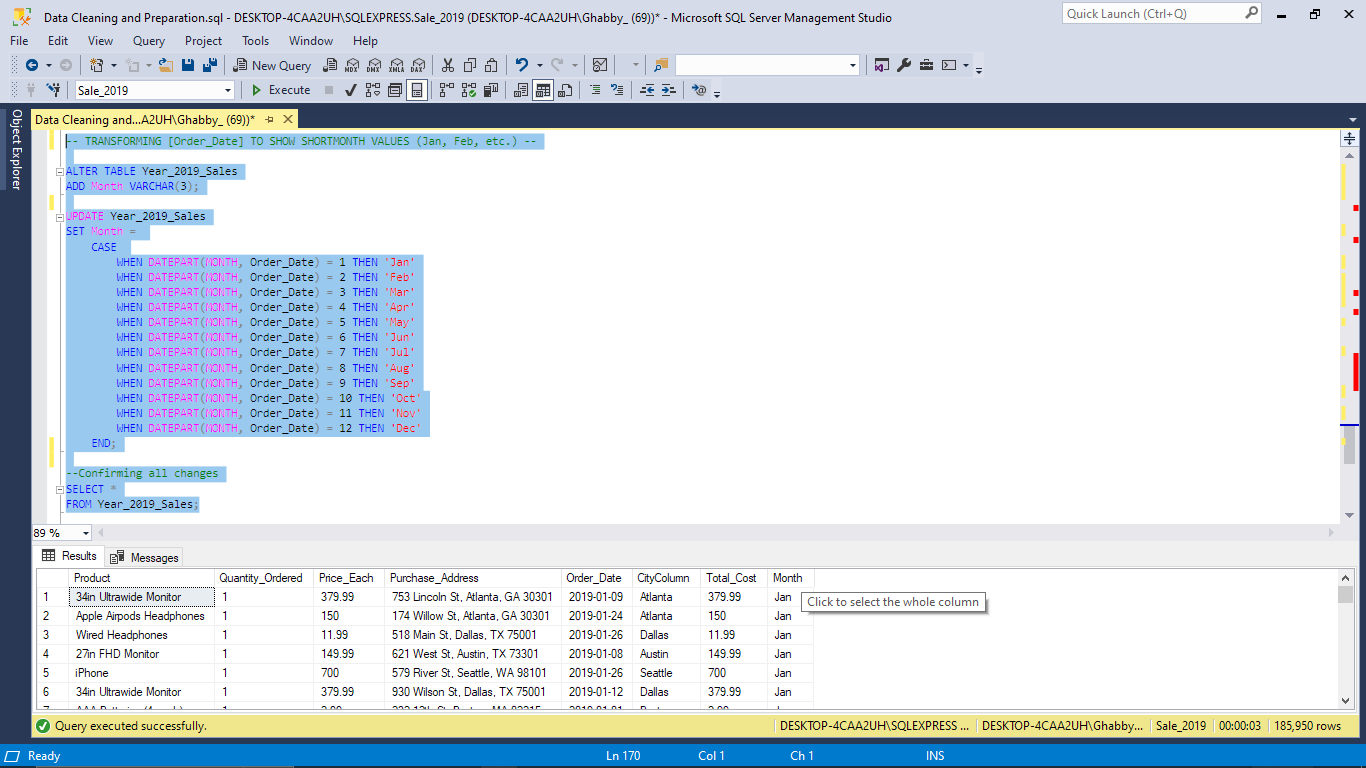 Data Cleaning and Preparation.sql - DESKTOP-4CAA2UH\SQLEXPRESS.Sale_2019 (DESKTOP-4CAA2UH\Ghabby_ (69))* - Microsoft SQL Server Management Studio
Quick Launch (Ctrl+Q)
File Edit View Query Project Tools Window Help
New Query MDX DMX XMLA DAX
Sale_2019 Execute
Object Explorer
Data Cleaning and...A2UH\Ghabby_ (69))*
-- TRANSFORMING [Order_Date] TO SHOW SHORTMONTH VALUES (Jan, Feb, etc.) --
ALTER TABLE Year_2019_Sales
ADD Month VARCHAR(3);
UPDATE Year_2019_Sales
SET Month =
CASE
WHEN DATEPART(MONTH, Order_Date) = 1 THEN 'Jan'
WHEN DATEPART(MONTH, Order_Date) = 2 THEN 'Feb'
WHEN DATEPART(MONTH, Order_Date) = 3 THEN 'Mar'
WHEN DATEPART(MONTH, Order_Date) = 4 THEN 'Apr'
WHEN DATEPART(MONTH, Order_Date) = 5 THEN 'May'
WHEN DATEPART(MONTH, Order_Date) = 6 THEN 'Jun'
WHEN DATEPART(MONTH, Order_Date) = 7 THEN 'Jul'
WHEN DATEPART(MONTH, Order_Date) = 8 THEN 'Aug'
WHEN DATEPART(MONTH, Order_Date) = 9 THEN 'Sep'
WHEN DATEPART(MONTH, Order_Date) = 10 THEN 'Oct'
WHEN DATEPART(MONTH, Order_Date) = 11 THEN 'Nov'
WHEN DATEPART(MONTH, Order_Date) = 12 THEN 'Dec'
END;
--Confirming all changes
SELECT *
FROM Year_2019_Sales;
89 %
Results Messages
Product Quantity_Ordered Price_Each Purchase_Address Order_Date CityColumn Total_Cost Month
1 34in Ultrawide Monitor 1 379.99 753 Lincoln St, Atlanta, GA 30301 2019-01-09 Atlanta 379.99 Jan
Click to select the whole column
2 Apple Airpods Headphones 1 150 174 Willow St, Atlanta, GA 30301 2019-01-24 Atlanta 150 Jan
3 Wired Headphones 1 11.99 518 Main St, Dallas, TX 75001 2019-01-26 Dallas 11.99 Jan
4 27in FHD Monitor 1 149.99 621 West St, Austin, TX 73301 2019-01-08 Austin 149.99 Jan
5 iPhone 1 700 579 River St, Seattle, WA 98101 2019-01-26 Seattle 700 Jan
6 34in Ultrawide Monitor 1 379.99 930 Wilson St, Dallas, TX 75001 2019-01-12 Dallas 379.99 Jan
Query executed successfully. DESKTOP-4CAA2UH\SQLEXPRESS ... DESKTOP-4CAA2UH\Ghabby... Sale_2019 00:00:03 185,950 rows
Ready Ln 170 Col 1 Ch 1 INS